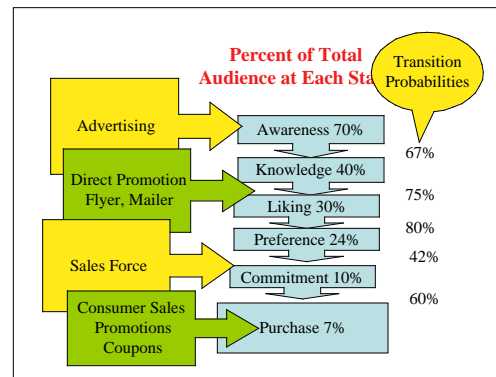 Percent of Total
Audience at Each Sta
Transition
Probabilities
Advertising
Awareness 70%
67%
Knowledge 40%
Direct Promotion
Flyer, Mailer
75%
Liking 30%
80%
Preference 24%
42%
Sales Force
Commitment 10%
60%
Consumer Sales
Promotions
Coupons
Purchase 7%